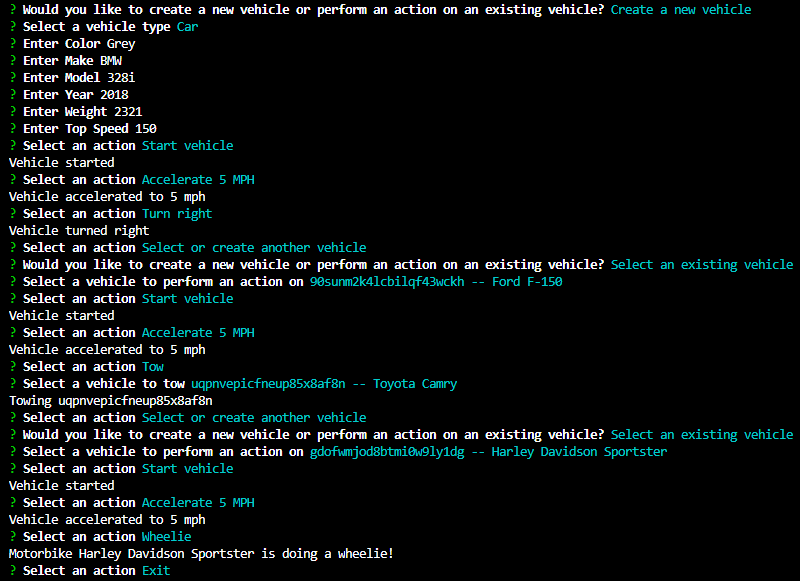 ? Would you like to create a new vehicle or perform an action on an existing vehicle? Create a new vehicle
? Select a vehicle type Car
? Enter Color Grey
? Enter Make BMW
? Enter Model 328i
? Enter Year 2018
? Enter Weight 2321
? Enter Top Speed 150
? Select an action Start vehicle
Vehicle started
? Select an action Accelerate 5 MPH
Vehicle accelerated to 5 mph
? Select an action Turn right
Vehicle turned right
? Select an action Select or create another vehicle
? Would you like to create a new vehicle or perform an action on an existing vehicle? Select an existing vehicle
? Select a vehicle to perform an action on 90sunm2k4lcbilqf43wckh -- Ford F-150
? Select an action Start vehicle
Vehicle started
? Select an action Accelerate 5 MPH
Vehicle accelerated to 5 mph
? Select an action Tow
? Select a vehicle to tow uqpnvepicfneup85x8af8n -- Toyota Camry
Towing uqpnvepicfneup85x8af8n
? Select an action Select or create another vehicle
? Would you like to create a new vehicle or perform an action on an existing vehicle? Select an existing vehicle
? Select a vehicle to perform an action on gdofwmjod8btmi0w9ly1dg -- Harley Davidson Sportster
? Select an action Start vehicle
Vehicle started
? Select an action Accelerate 5 MPH
Vehicle accelerated to 5 mph
? Select an action Wheelie
Motorbike Harley Davidson Sportster is doing a wheelie!
? Select an action Exit